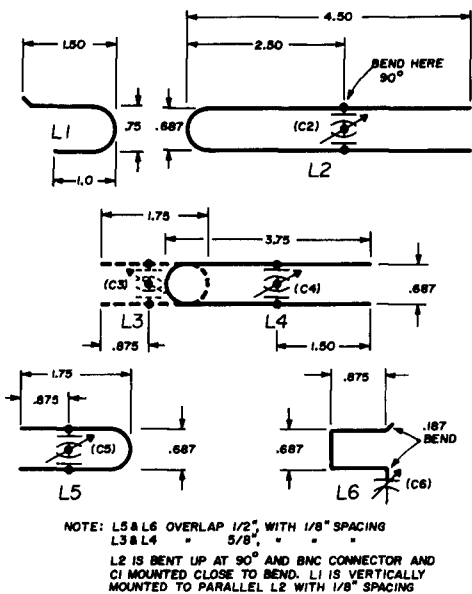 4.50
1.50
2.50
BEND HERE
90°
L1
.75
.687
(C2)
1.0
L2
1.75
3.75
(C3)
(C4)
.687
L3
L4
.875
1.50
1.75
.875
.875
.187
BEND
(C5)
.687
.687
L5
L6
(C6)
NOTE: L5 & L6 OVERLAP 1/2", WITH 1/8" SPACING
L3 & L4 " 5/8", " " "
L2 IS BENT UP AT 90° AND BNC CONNECTOR AND
C1 MOUNTED CLOSE TO BEND. L1 IS VERTICALLY
MOUNTED TO PARALLEL L2 WITH 1/8" SPACING